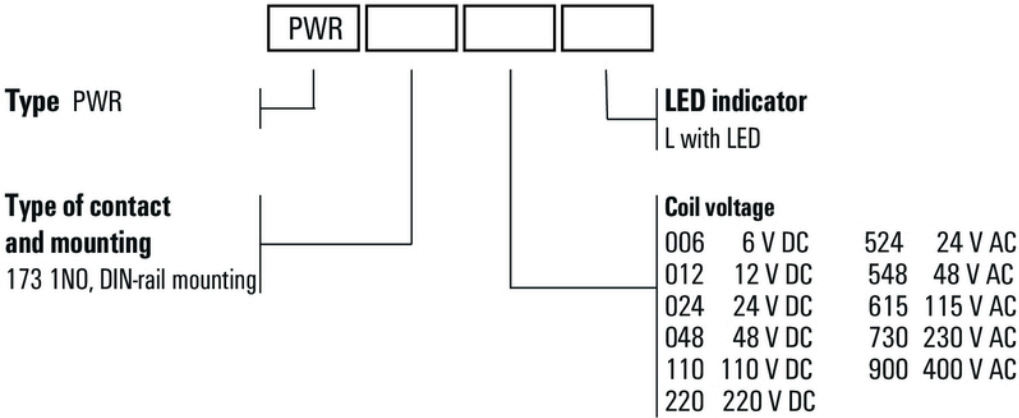 PWR
Type PWR
LED indicator
L with LED
Type of contact
and mounting
173 1NO, DIN-rail mounting
Coil voltage
006 6 V DC 524 24 V AC
012 12 V DC 548 48 V AC
024 24 V DC 615 115 V AC
048 48 V DC 730 230 V AC
110 110 V DC 900 400 V AC
220 220 V DC